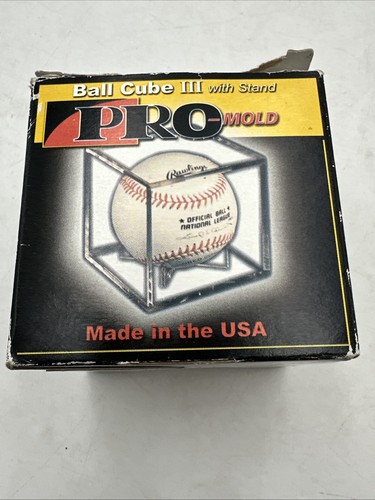 Ball Cube III with Stand
PRO-MOLD
Rawlings
★ OFFICIAL BALL
NATIONAL LEAGUE
Made in the USA